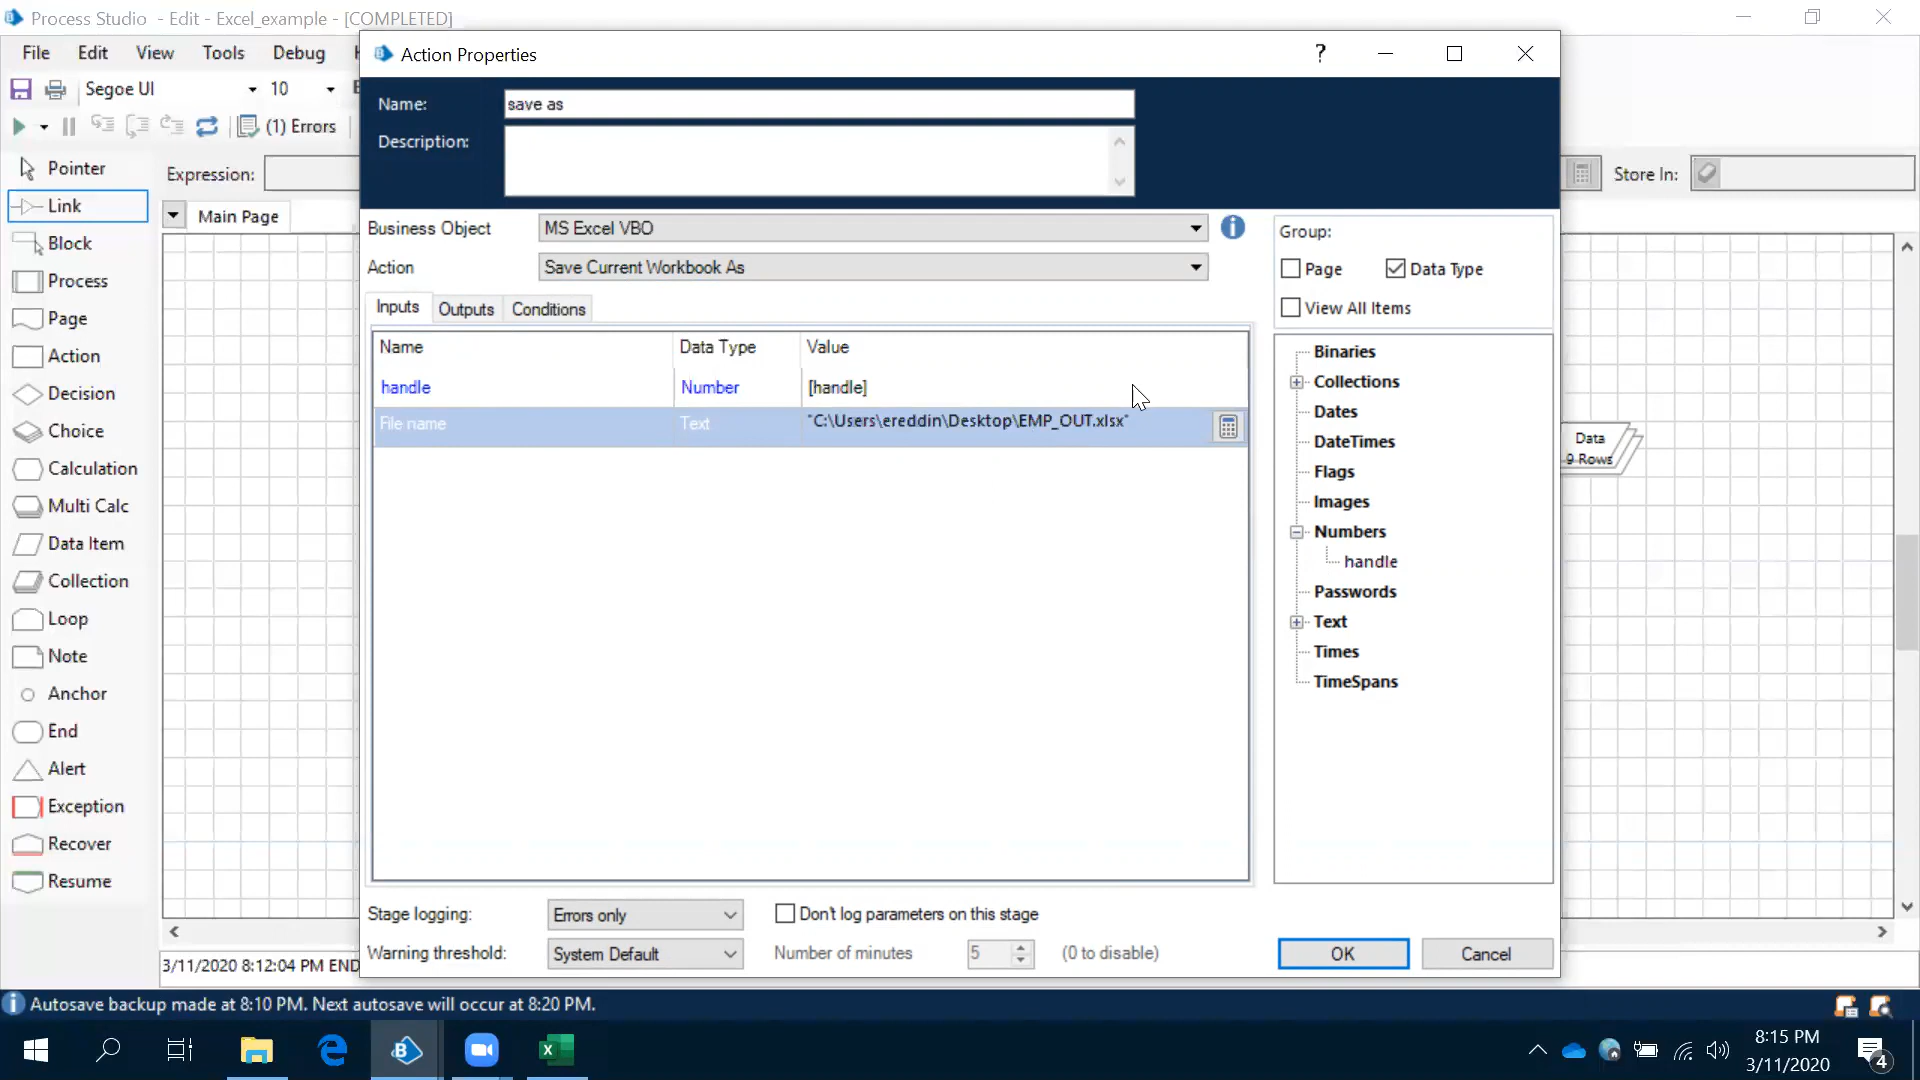 Process Studio - Edit - Excel_example - [COMPLETED]
File Edit View Tools Debug
Segoe UI 10
(1) Errors
Expression:
Store In:
Main Page
Pointer
Link
Block
Process
Page
Action
Decision
Choice
Calculation
Multi Calc
Data Item
Collection
Loop
Note
Anchor
End
Alert
Exception
Recover
Resume
Action Properties
?
Name: save as
Description:
Business Object MS Excel VBO
Action Save Current Workbook As
Inputs Outputs Conditions
Name Data Type Value
handle Number [handle]
File name Text "C:\Users\ereddin\Desktop\EMP_OUT.xlsx"
Group:
Page Data Type
View All Items
Binaries
Collections
Dates
DateTimes
Flags
Images
Numbers
handle
Passwords
Text
Times
TimeSpans
Stage logging: Errors only Don't log parameters on this stage
Warning threshold: System Default Number of minutes 5 (0 to disable)
OK Cancel
Data
9 Rows
3/11/2020 8:12:04 PM END
Autosave backup made at 8:10 PM. Next autosave will occur at 8:20 PM.
8:15 PM
3/11/2020
4